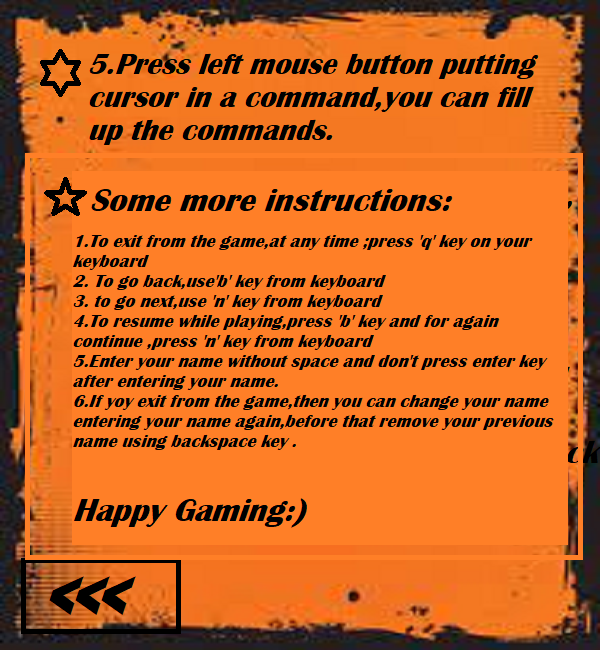 5.Press left mouse button putting
cursor in a command,you can fill
up the commands.
Some more instructions:
1.To exit from the game,at any time ;press 'q' key on your
keyboard
2. To go back,use'b' key from keyboard
3. to go next,use 'n' key from keyboard
4.To resume while playing,press 'b' key and for again
continue ,press 'n' key from keyboard
5.Enter your name without space and don't press enter key
after entering your name.
6.If yoy exit from the game,then you can change your name
entering your name again,before that remove your previous
name using backspace key .
Happy Gaming:)
<<<